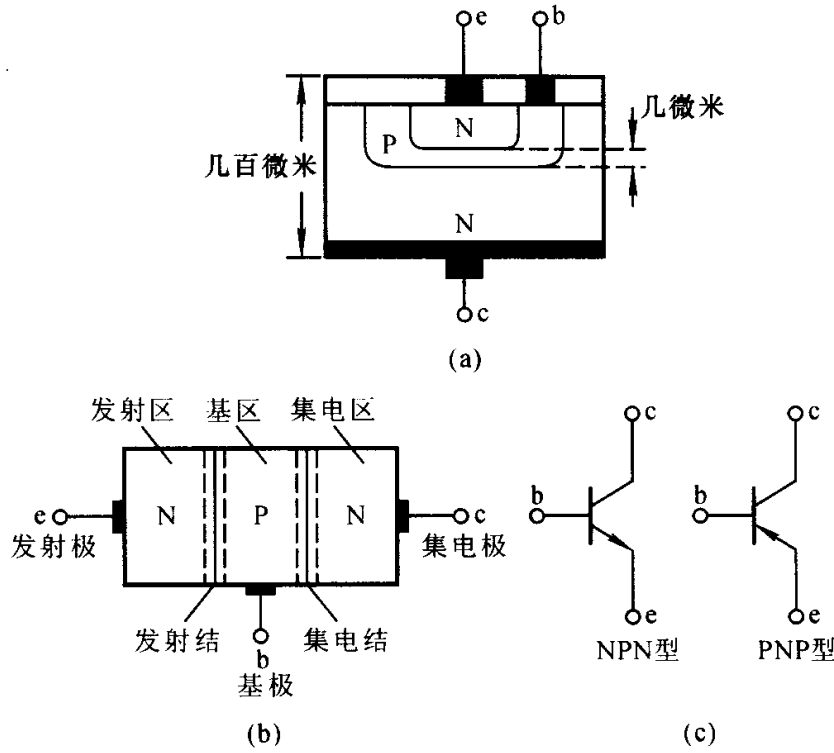 e b
几微米
N
P
几百微米
N
c
(a)
发射区 基区 集电区
e N P N c
发射极 集电极
发射结 b 集电结
基极
(b)
c c
b b
e e
NPN型 PNP型
(c)